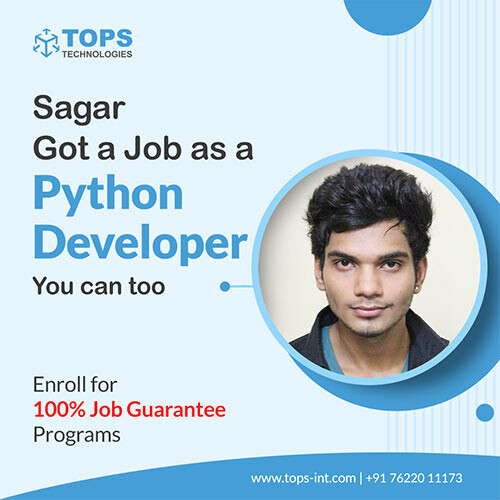 TOPS
TECHNOLOGIES
Sagar
Got a Job as a
Python
Developer
You can too
Enroll for
100% Job Guarantee
Programs
www.tops-int.com | +91 76220 11173